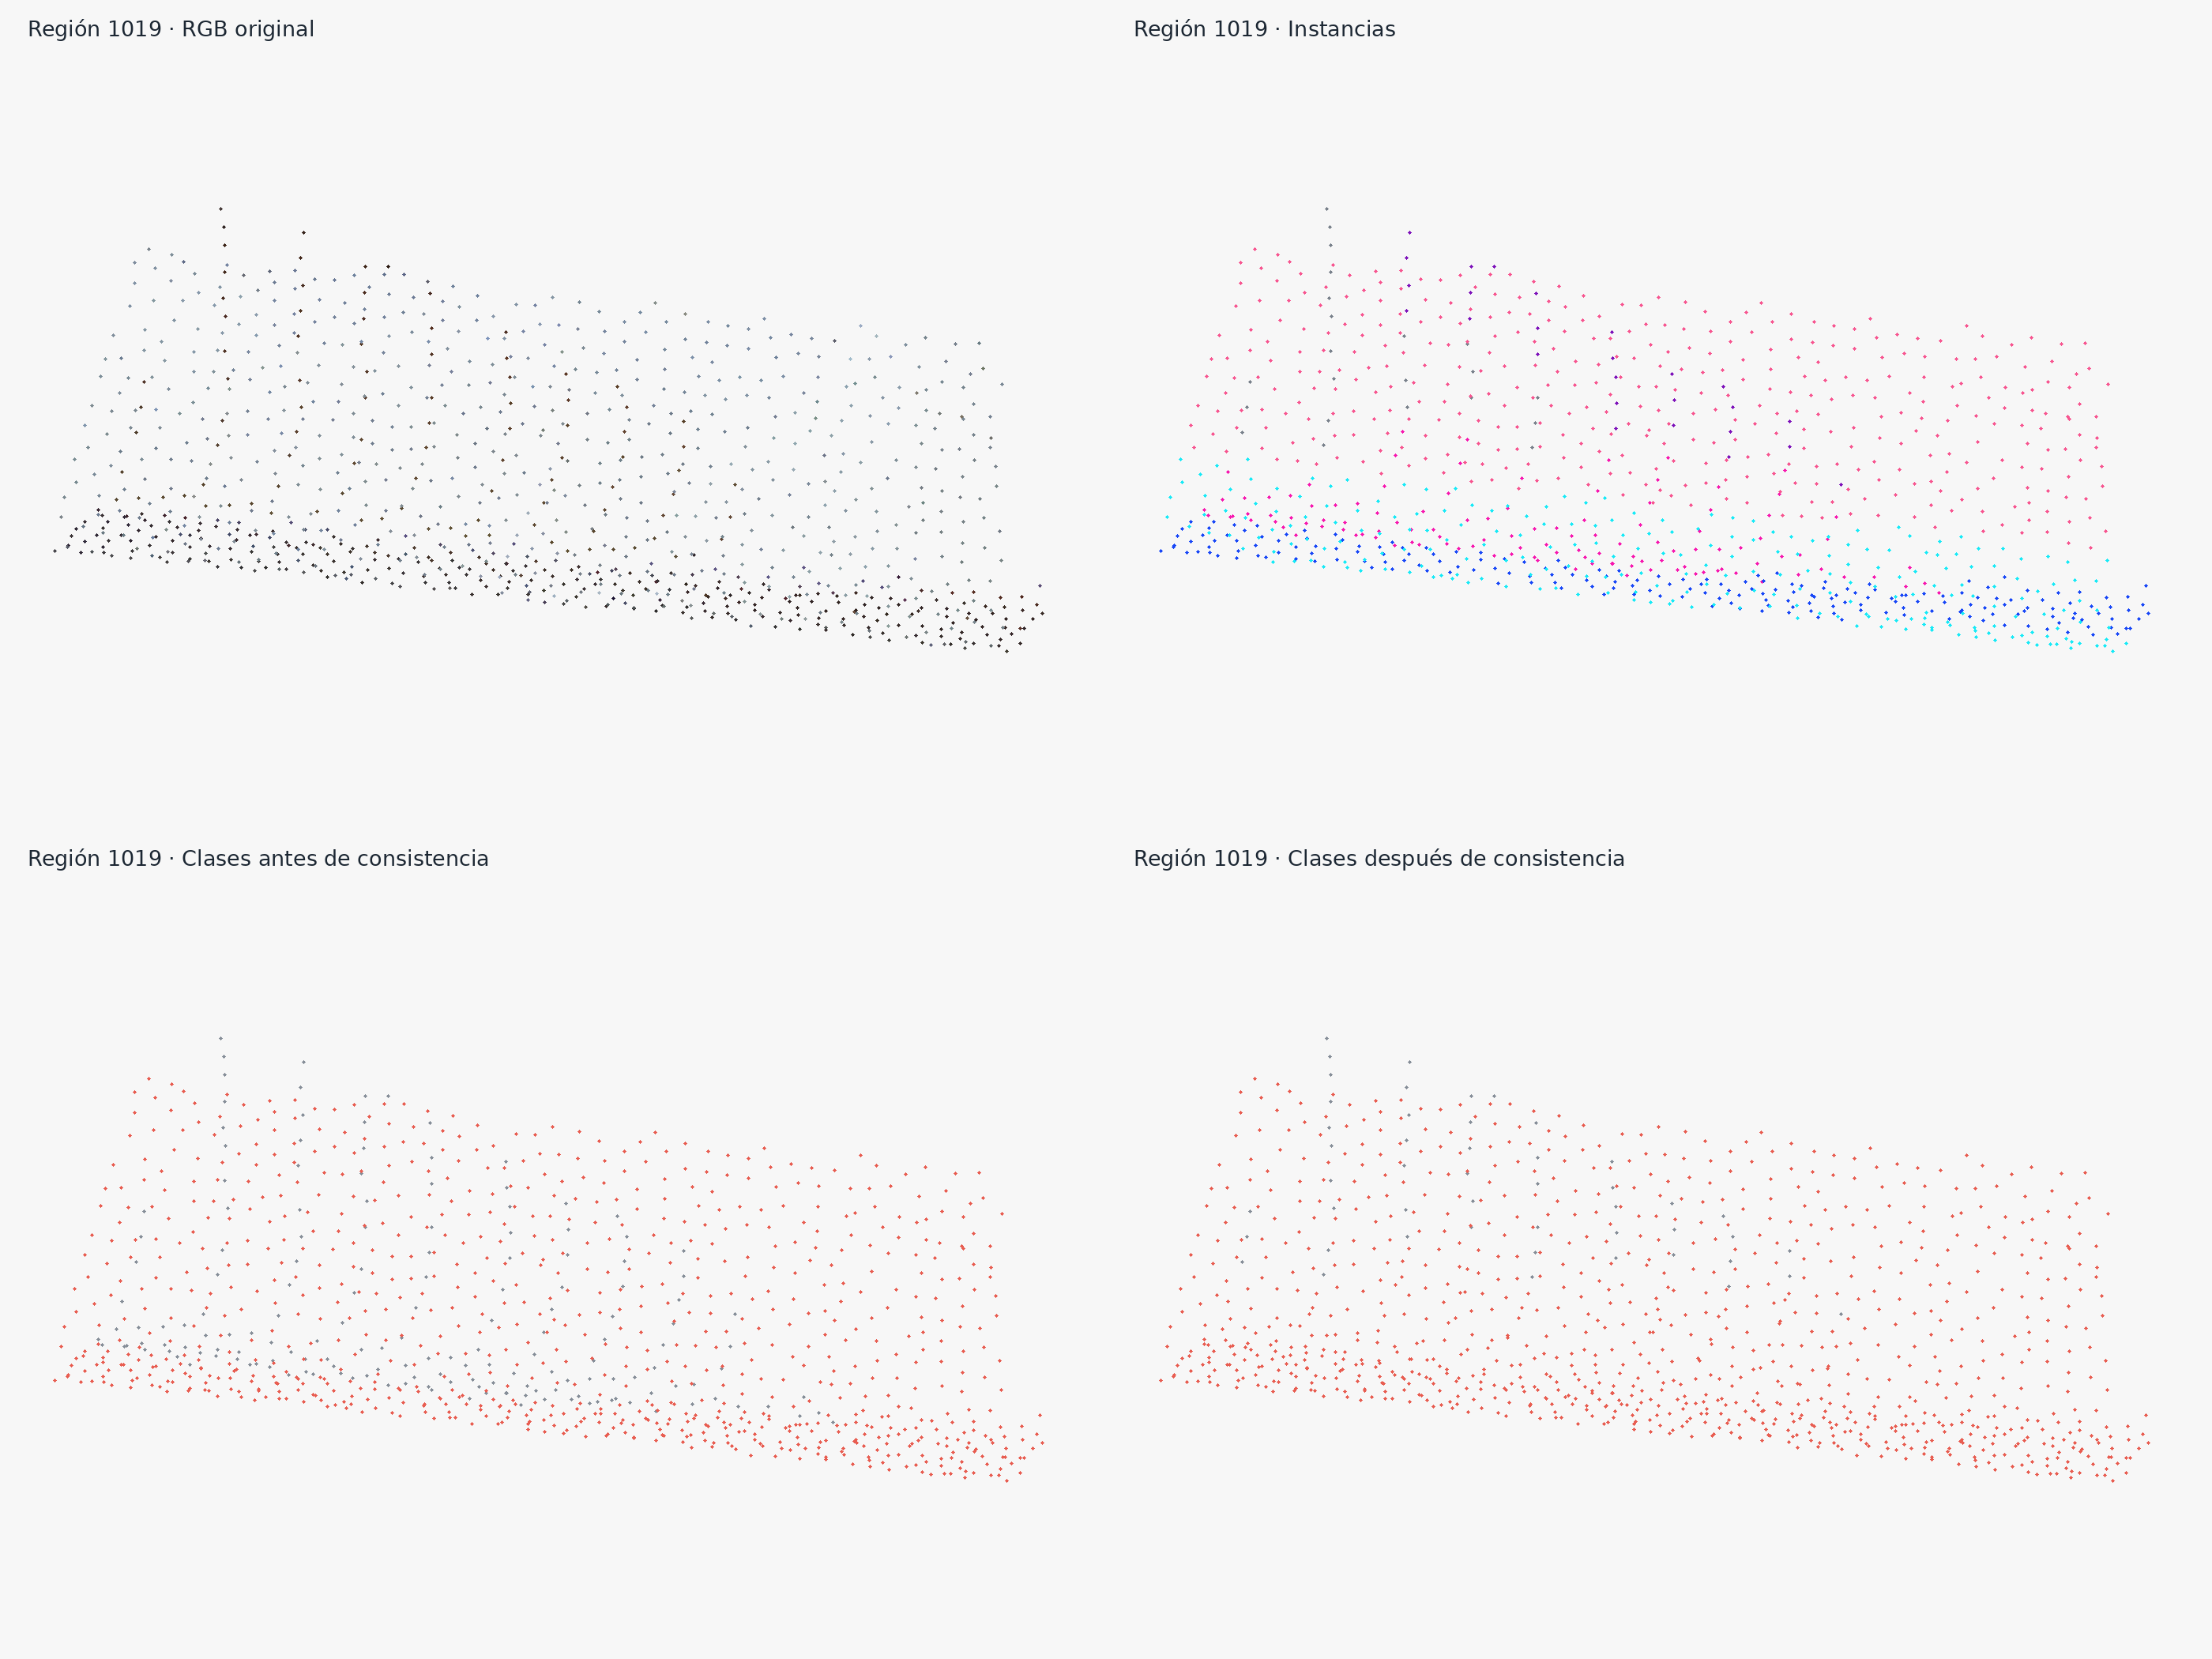 Región 1019 · RGB original
Región 1019 · Instancias
Región 1019 · Clases antes de consistencia
Región 1019 · Clases después de consistencia